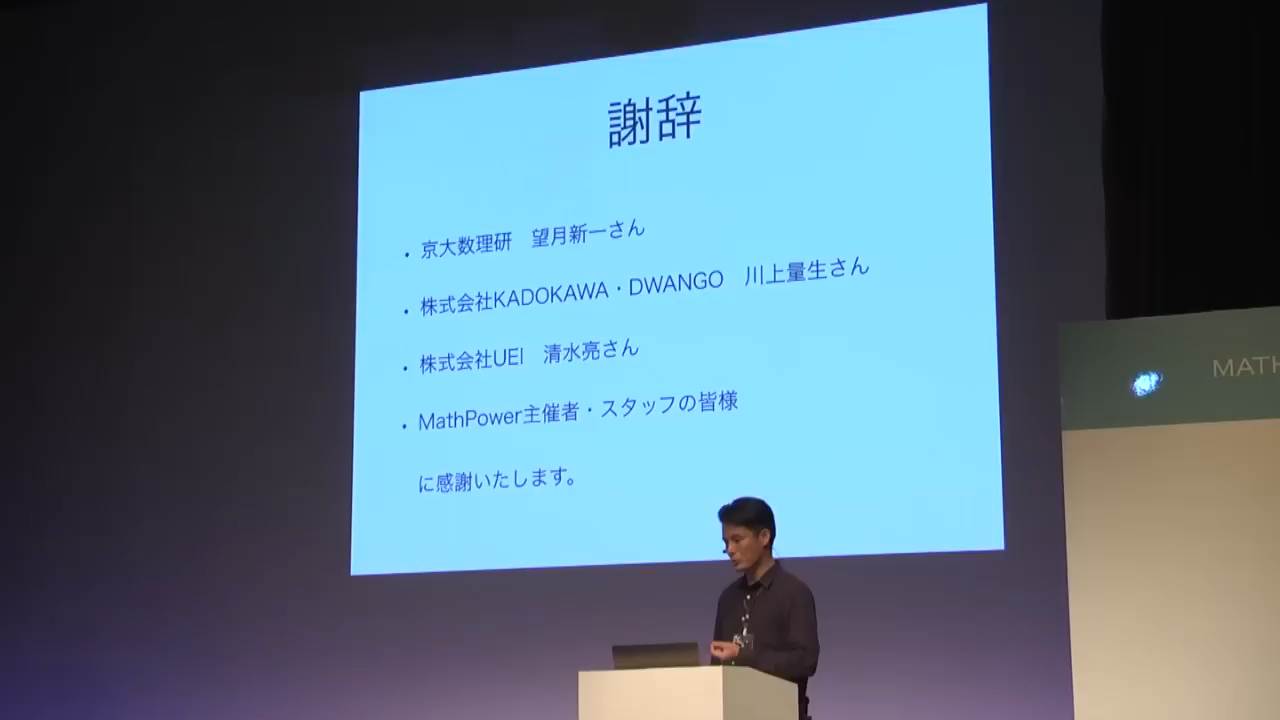 謝辞
・京大数理研　望月新一さん
・株式会社KADOKAWA・DWANGO　川上量生さん
・株式会社UEI　清水亮さん
・MathPower主催者・スタッフの皆様
に感謝いたします。
MATH